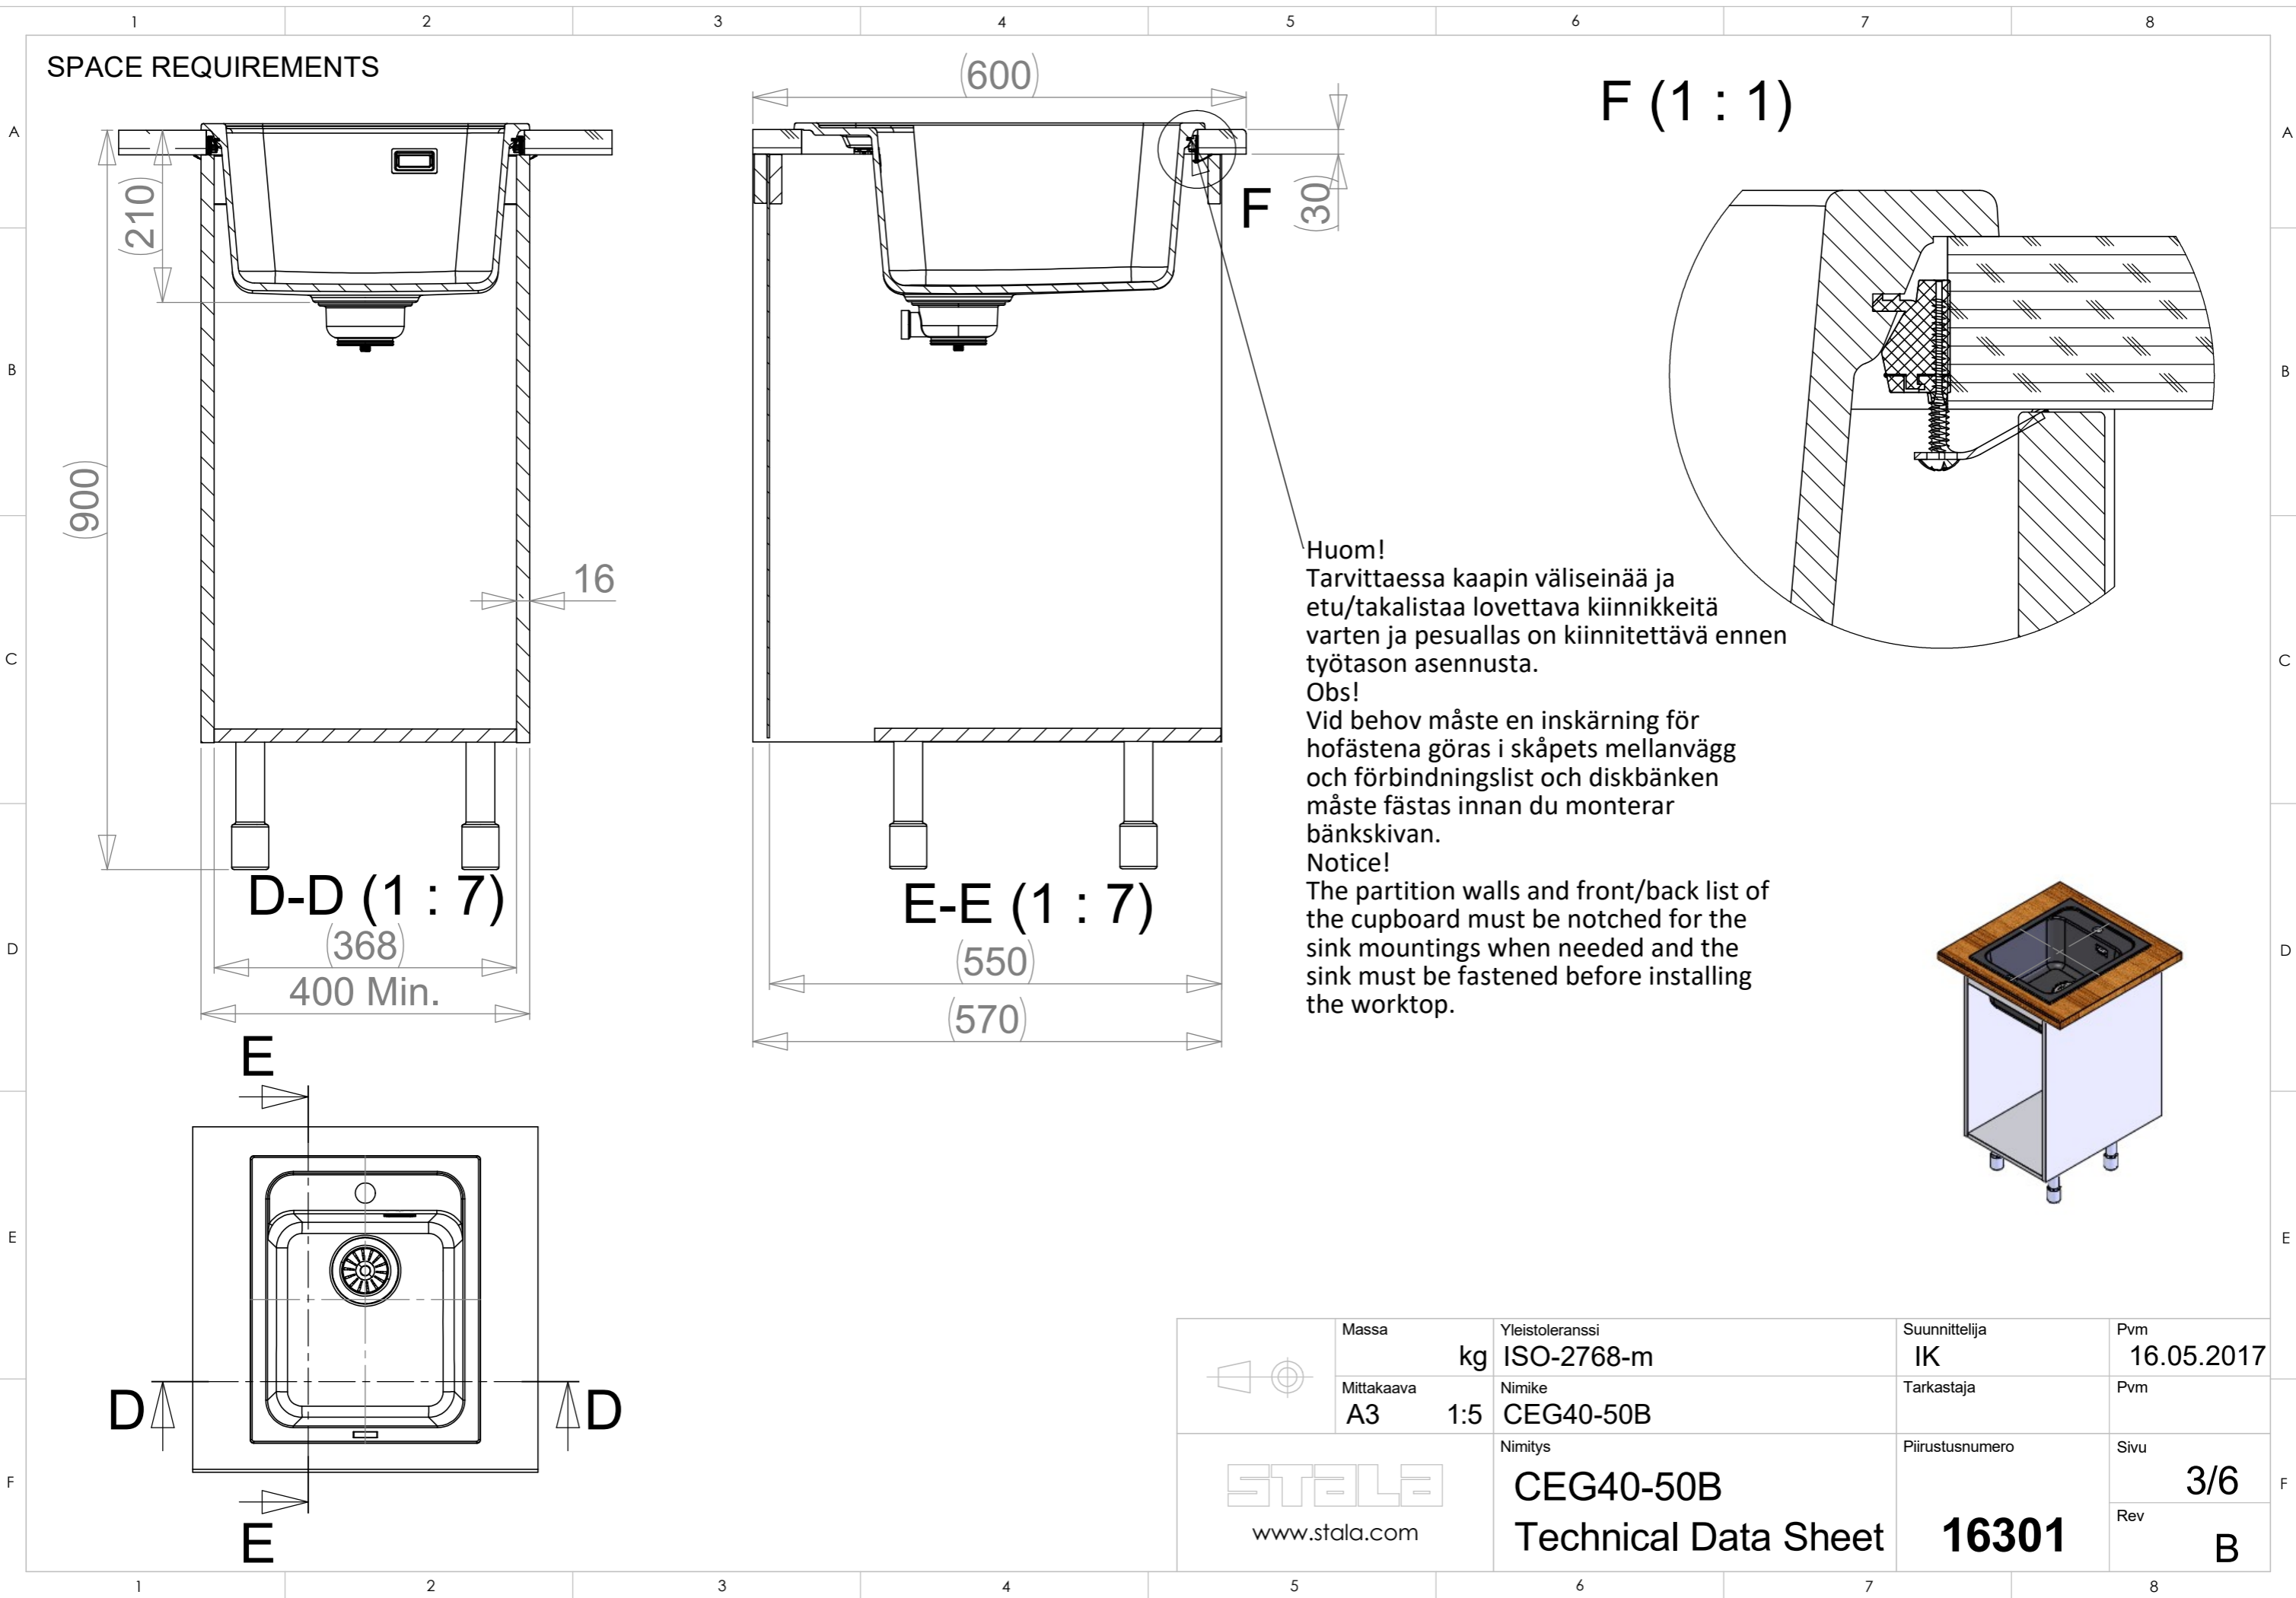 1 2 3 4 5 6 7 8
SPACE REQUIREMENTS
(600)
F (1 : 1)
A A
(210)
(30)
F
B B
(900)
16
Huom!
Tarvittaessa kaapin väliseinää ja
etu/takalistaa lovettava kiinnikkeitä
varten ja pesuallas on kiinnitettävä ennen
työtason asennusta.
Obs!
Vid behov måste en inskärning för
hofästena göras i skåpets mellanvägg
och förbindningslist och diskbänken
måste fästas innan du monterar
bänkskivan.
Notice!
The partition walls and front/back list of
the cupboard must be notched for the
sink mountings when needed and the
sink must be fastened before installing
the worktop.
C C
D-D (1 : 7)
E-E (1 : 7)
(368)
400 Min.
(550)
(570)
D D
E
E E
D D
E
F F
Massa
kg
Yleistoleranssi
ISO-2768-m
Suunnittelija
IK
Pvm
16.05.2017
Mittakaava
A3 1:5
Nimike
CEG40-50B
Tarkastaja
Pvm
STALA
www.stala.com
Nimitys
CEG40-50B
Technical Data Sheet
Piirustusnumero
16301
Sivu
3/6
Rev
B
1 2 3 4 5 6 7 8